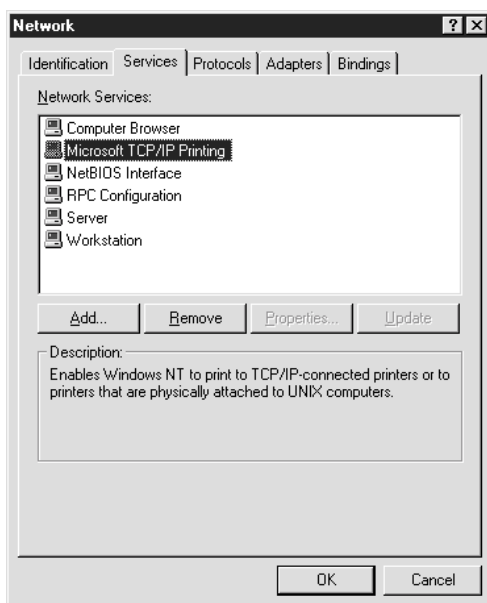 Network
Identification Services Protocols Adapters Bindings
Network Services:
Computer Browser
Microsoft TCP/IP Printing
NetBIOS Interface
RPC Configuration
Server
Workstation
Add... Remove Properties... Update
Description:
Enables Windows NT to print to TCP/IP-connected printers or to
printers that are physically attached to UNIX computers.
OK Cancel